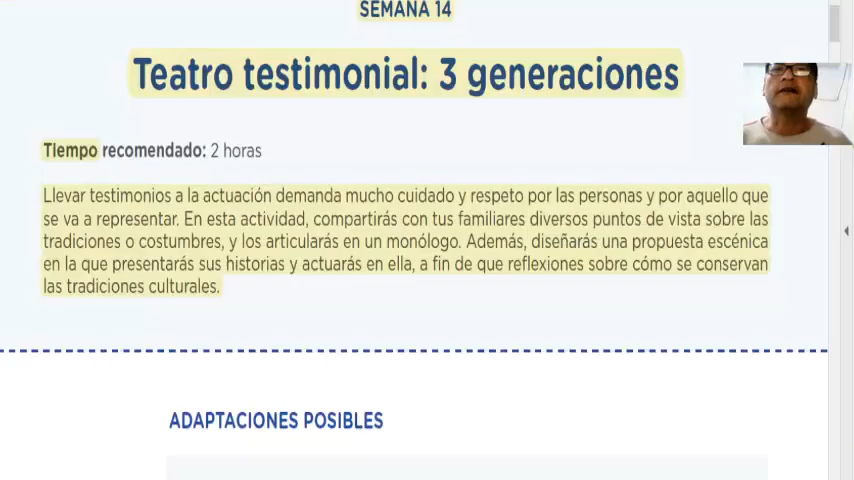 SEMANA 14
Teatro testimonial: 3 generaciones
Tiempo recomendado: 2 horas
Llevar testimonios a la actuación demanda mucho cuidado y respeto por las personas y por aquello que
se va a representar. En esta actividad, compartirás con tus familiares diversos puntos de vista sobre las
tradiciones o costumbres, y los articularás en un monólogo. Además, diseñarás una propuesta escénica
en la que presentarás sus historias y actuarás en ella, a fin de que reflexiones sobre cómo se conservan
las tradiciones culturales.
ADAPTACIONES POSIBLES